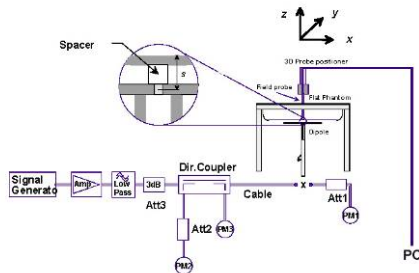 z
y
x
Spacer
s
3D Probe positioner
Field probe
Flat Phantom
Dipole
Signal
Generato
Amp
Low
Pass
3dB
Att3
Dir.Coupler
Cable
x
Att1
PM1
Att2
PM3
PM2
PC